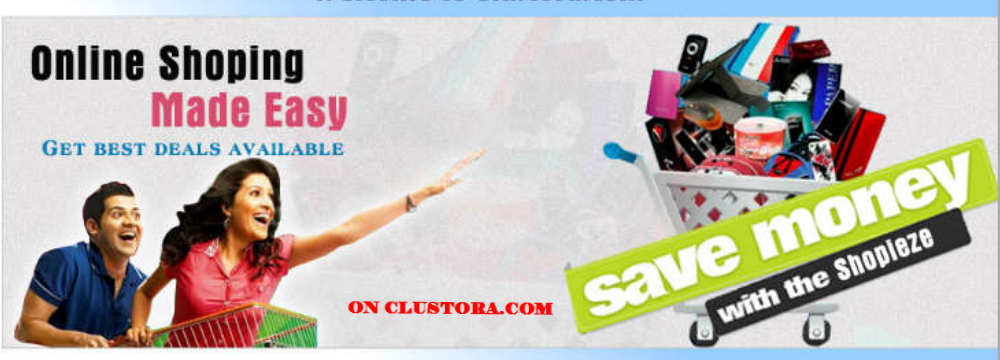 Online Shoping
Made Easy
GET BEST DEALS AVAILABLE
ON CLUSTORA.COM
save money
with the Shopieze